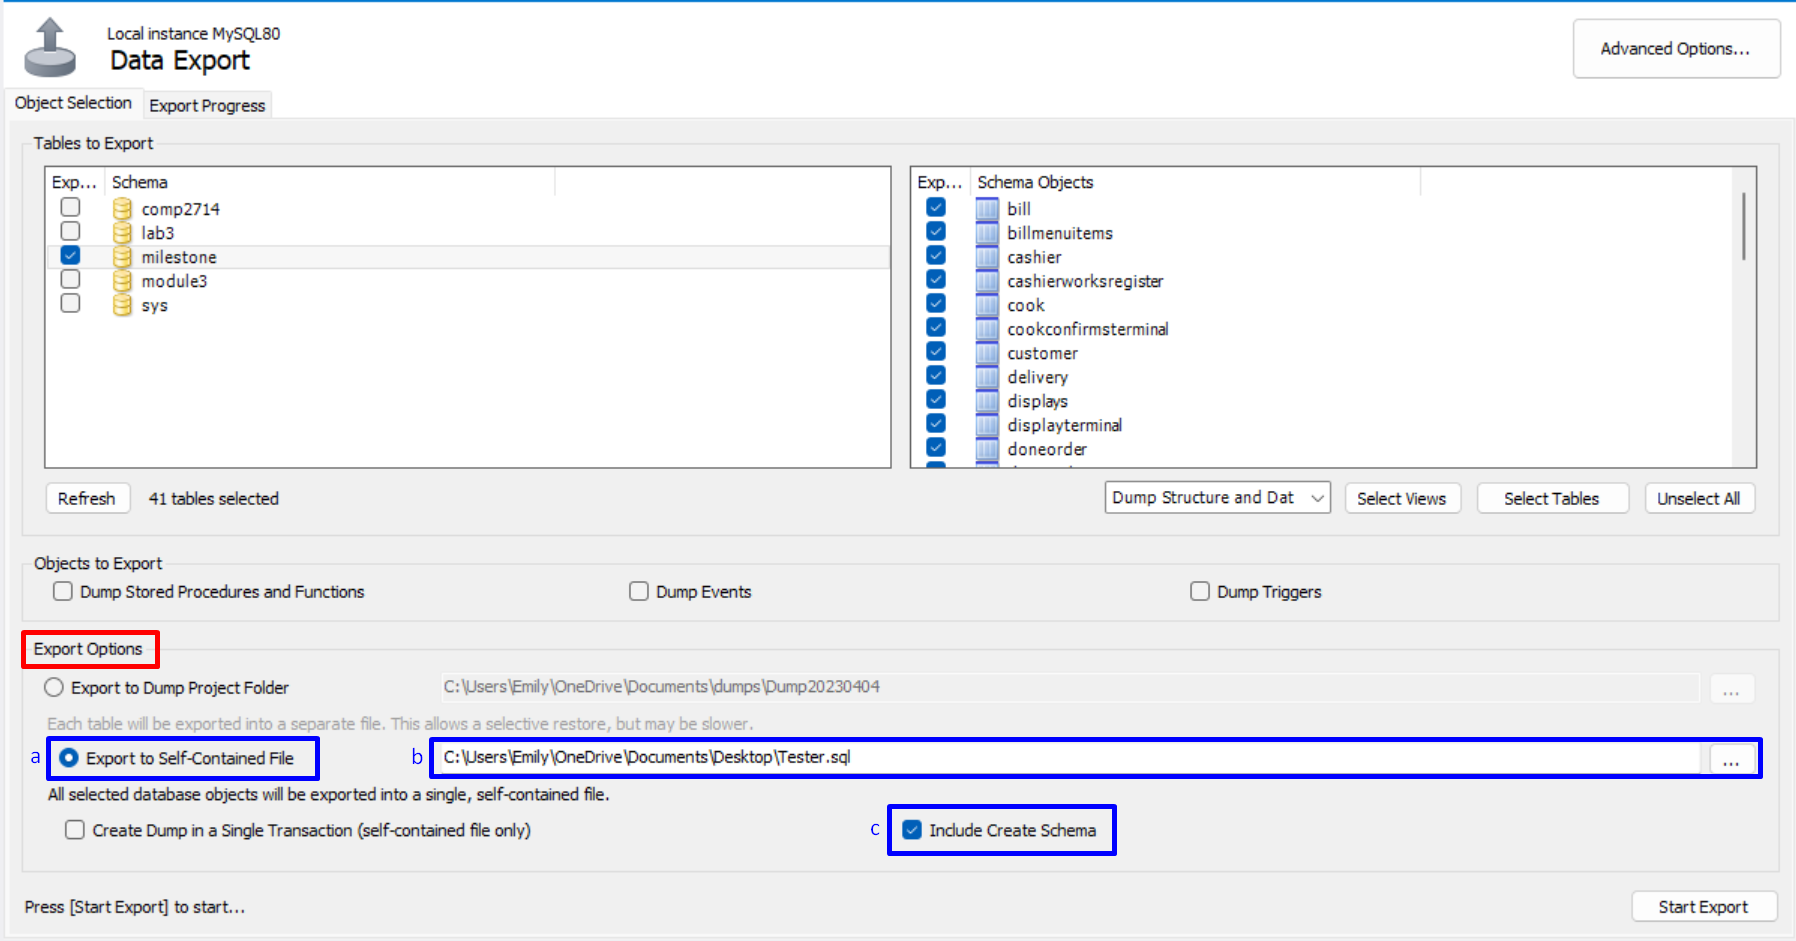 Local instance MySQL80
Data Export
Advanced Options...
Object Selection Export Progress
Tables to Export
Exp... Schema
comp2714
lab3
milestone
module3
sys
Exp... Schema Objects
bill
billmenuitems
cashier
cashierworksregister
cook
cookconfirmsterminal
customer
delivery
displays
displayterminal
doneorder
Refresh 41 tables selected Dump Structure and Dat Select Views Select Tables Unselect All
Objects to Export
Dump Stored Procedures and Functions Dump Events Dump Triggers
Export Options
Export to Dump Project Folder C:\Users\Emily\OneDrive\Documents\dumps\Dump20230404 ...
Each table will be exported into a separate file. This allows a selective restore, but may be slower.
a Export to Self-Contained File b C:\Users\Emily\OneDrive\Documents\Desktop\Tester.sql ...
All selected database objects will be exported into a single, self-contained file.
Create Dump in a Single Transaction (self-contained file only) c Include Create Schema
Press [Start Export] to start... Start Export